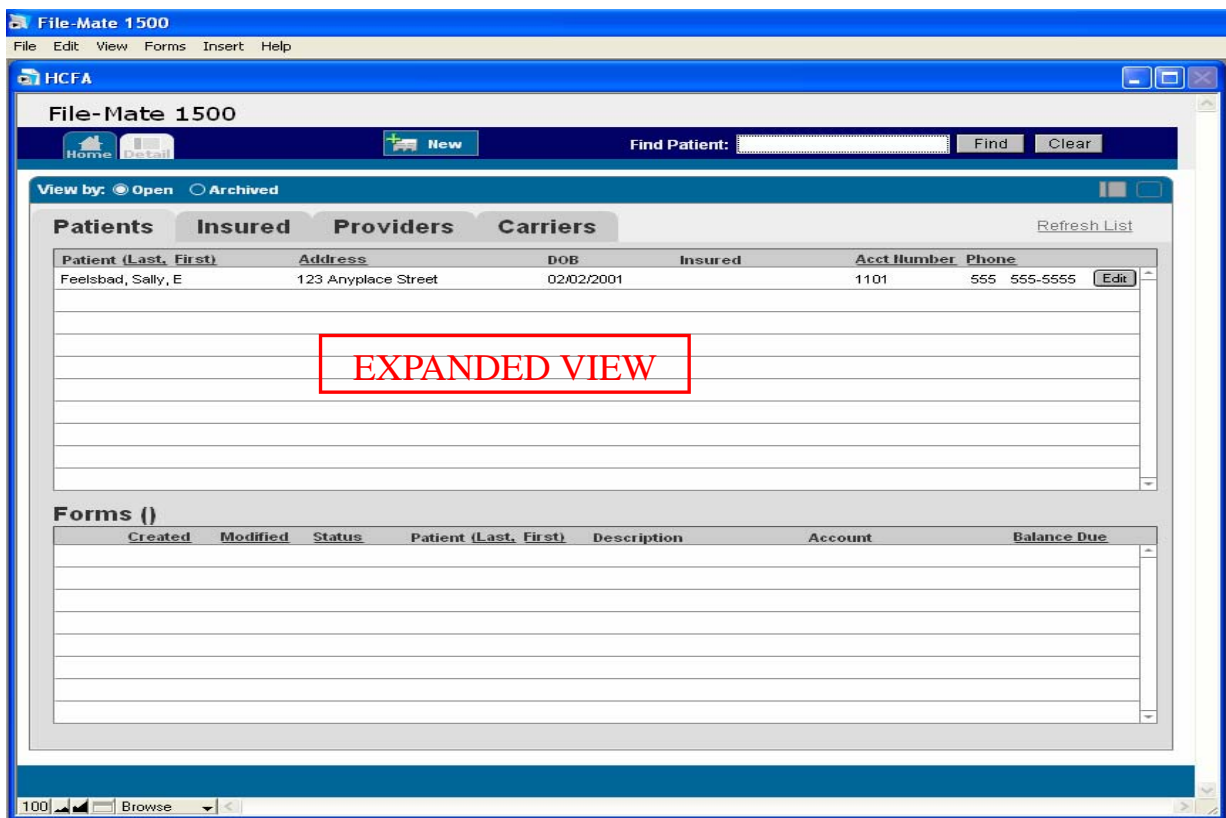 File-Mate 1500
File Edit View Forms Insert Help
HCFA
File-Mate 1500
Home Detail New Find Patient: Find Clear
View by: Open Archived
Patients Insured Providers Carriers Refresh List
Patient (Last, First) Address DOB Insured Acct Number Phone
Feelsbad, Sally, E 123 Anyplace Street 02/02/2001 1101 555 555-5555 Edit
EXPANDED VIEW
Forms ()
Created Modified Status Patient (Last, First) Description Account Balance Due
100 Browse